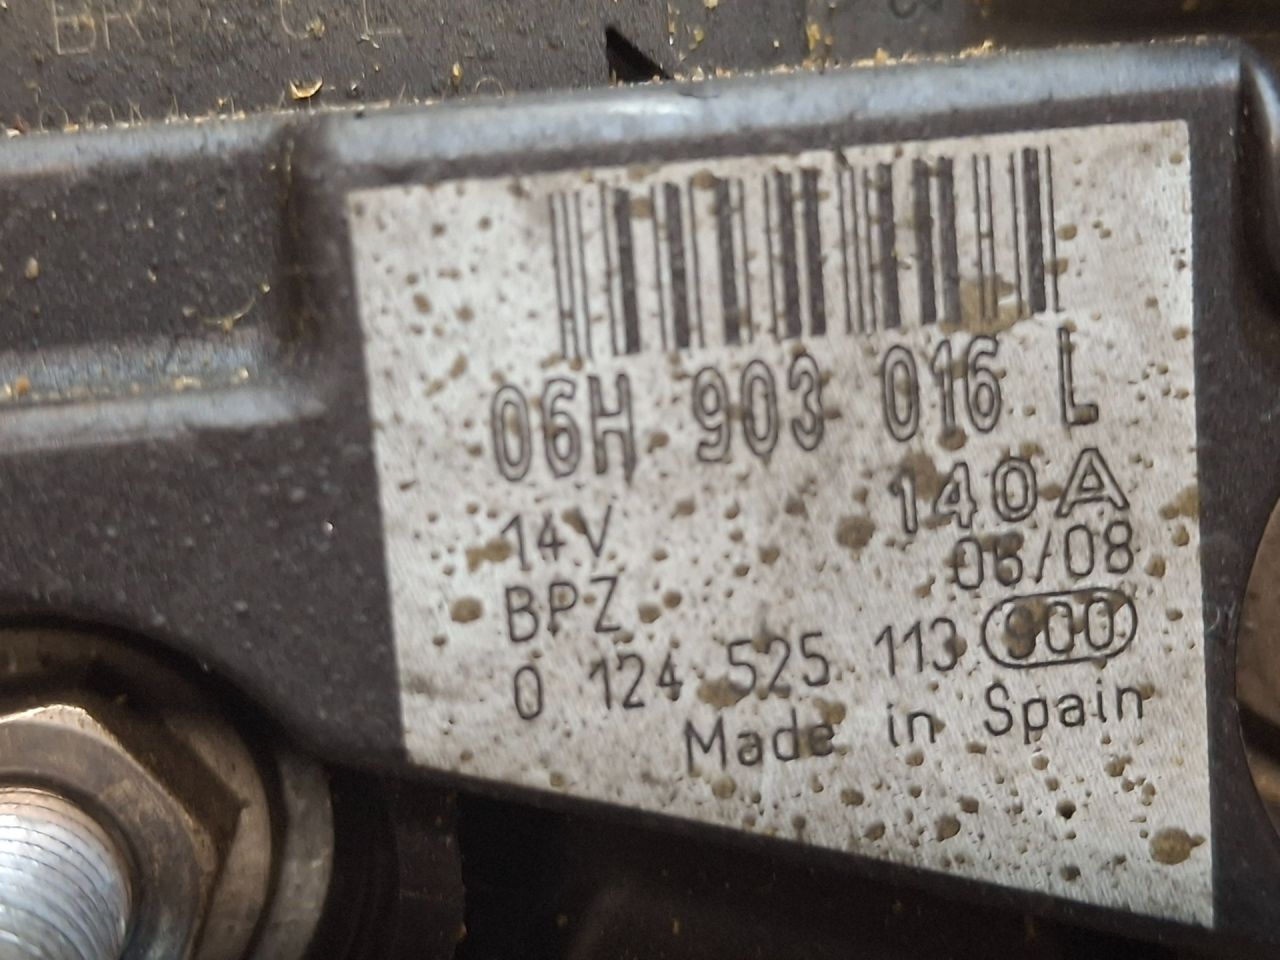 06H 903 016 L
14V 140A
BPZ 06/08
0 124 525 113 900
Made in Spain